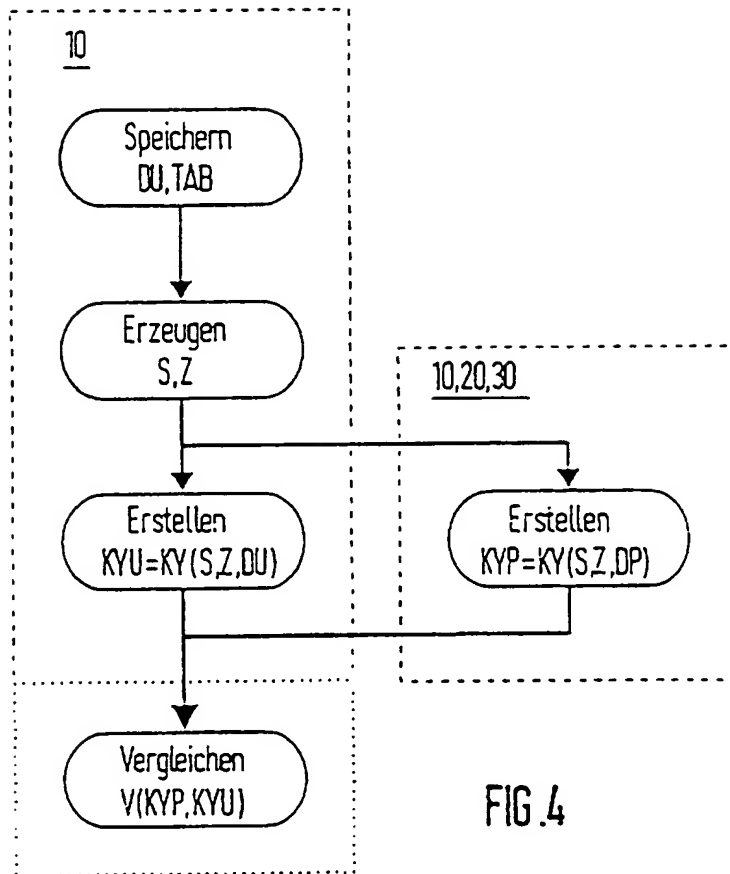 10
Speichern
DU,TAB
Erzeugen
S,Z
10,20,30
Erstellen
KYU=KY(S,Z,DU)
Erstellen
KYP=KY(S,Z,DP)
Vergleichen
V(KYP,KYU)
FIG.4